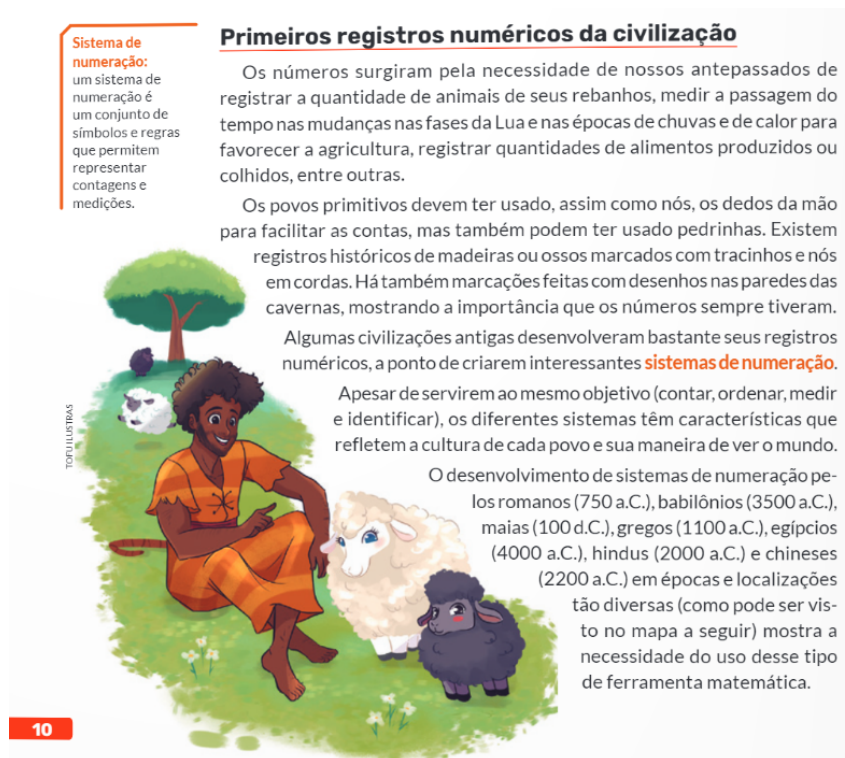 Sistema de
numeração:
um sistema de
numeração é
um conjunto de
símbolos e regras
que permitem
representar
contagens e
medições.
Primeiros registros numéricos da civilização
Os números surgiram pela necessidade de nossos antepassados de
registrar a quantidade de animais de seus rebanhos, medir a passagem do
tempo nas mudanças nas fases da Lua e nas épocas de chuvas e de calor para
favorecer a agricultura, registrar quantidades de alimentos produzidos ou
colhidos, entre outras.
Os povos primitivos devem ter usado, assim como nós, os dedos da mão
para facilitar as contas, mas também podem ter usado pedrinhas. Existem
registros históricos de madeiras ou ossos marcados com tracinhos e nós
em cordas. Há também marcações feitas com desenhos nas paredes das
cavernas, mostrando a importância que os números sempre tiveram.
Algumas civilizações antigas desenvolveram bastante seus registros
numéricos, a ponto de criarem interessantes sistemas de numeração.
Apesar de servirem ao mesmo objetivo (contar, ordenar, medir
e identificar), os diferentes sistemas têm características que
refletem a cultura de cada povo e sua maneira de ver o mundo.
O desenvolvimento de sistemas de numeração pe-
los romanos (750 a.C.), babilônios (3500 a.C.),
maias (100 d.C.), gregos (1100 a.C.), egípcios
(4000 a.C.), hindus (2000 a.C.) e chineses
(2200 a.C.) em épocas e localizações
tão diversas (como pode ser vis-
to no mapa a seguir) mostra a
necessidade do uso desse tipo
de ferramenta matemática.
TOFU ILUSTRAS
10